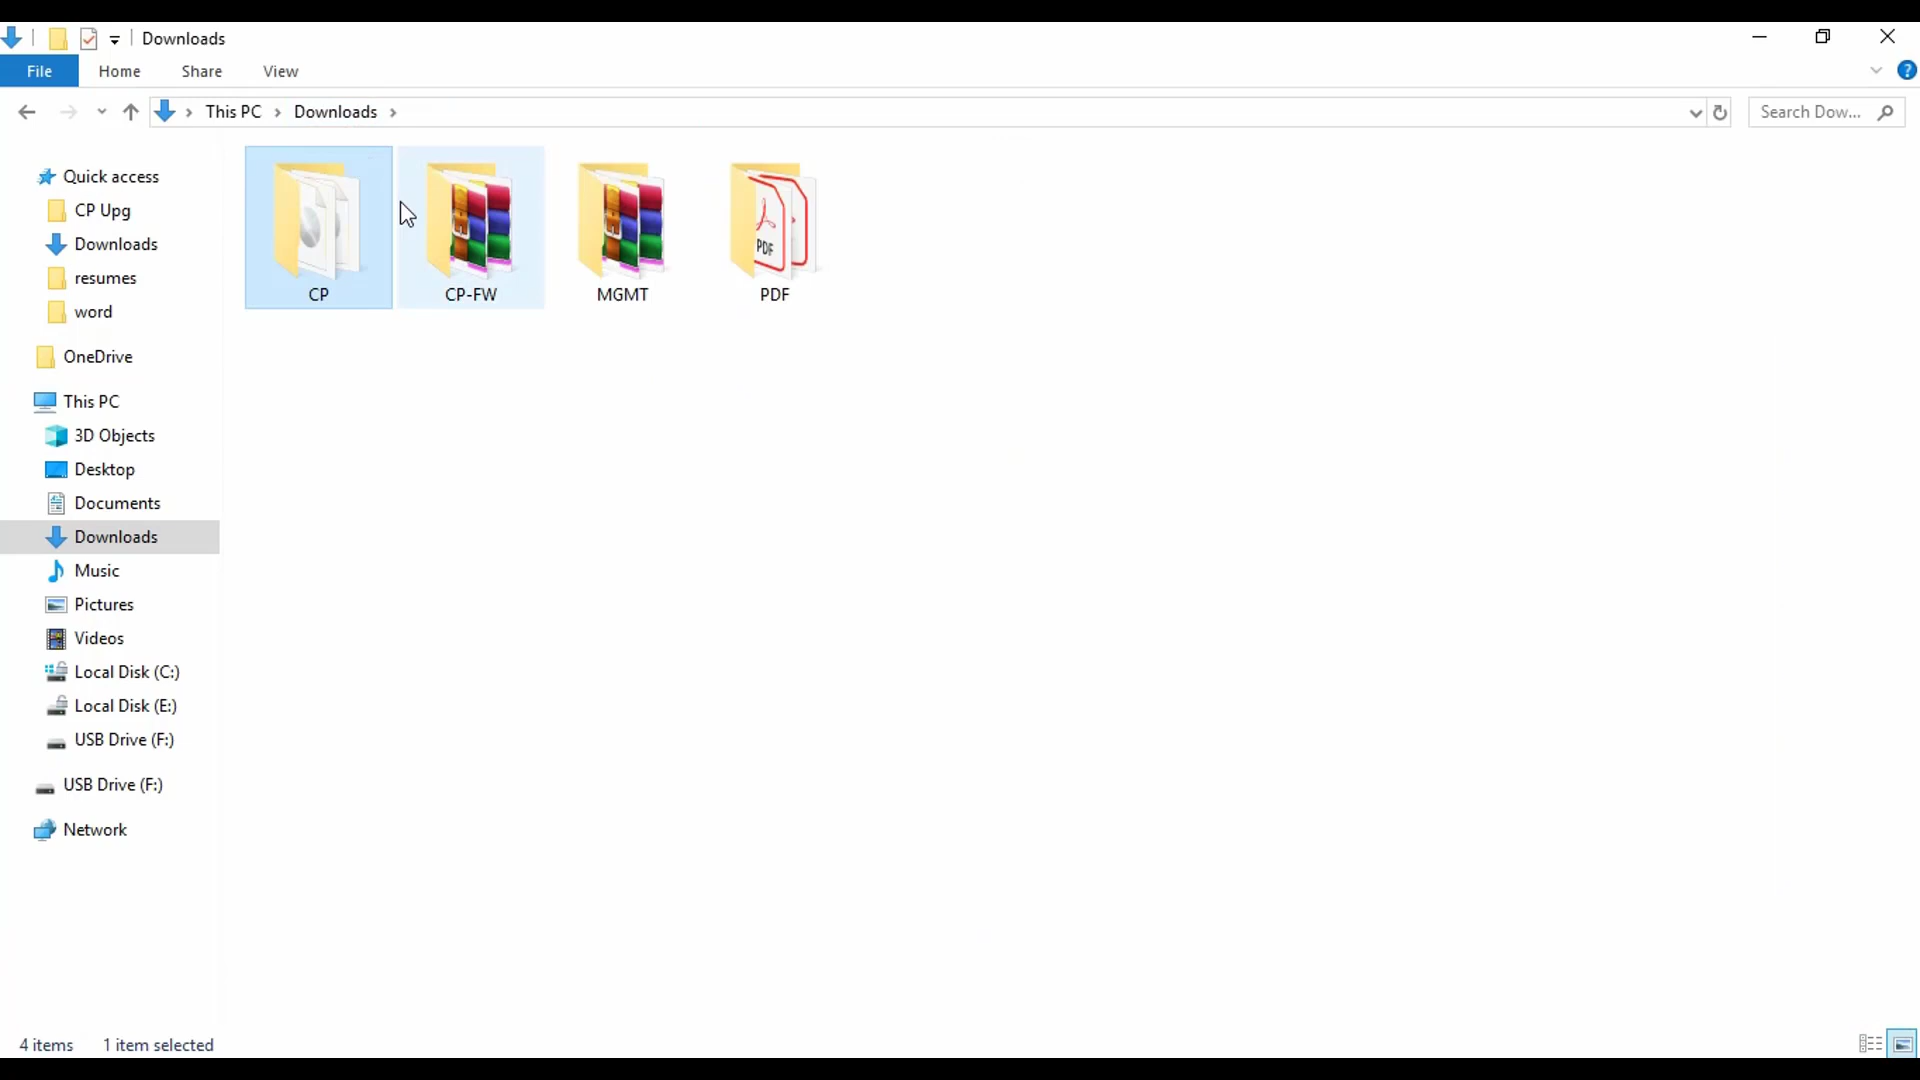 Downloads
File Home Share View
This PC Downloads
Search Dow...
Quick access
CP Upg
Downloads
resumes
word
OneDrive
This PC
3D Objects
Desktop
Documents
Downloads
Music
Pictures
Videos
Local Disk (C:)
Local Disk (E:)
USB Drive (F:)
USB Drive (F:)
Network
PDF
CP CP-FW MGMT PDF
4 items 1 item selected